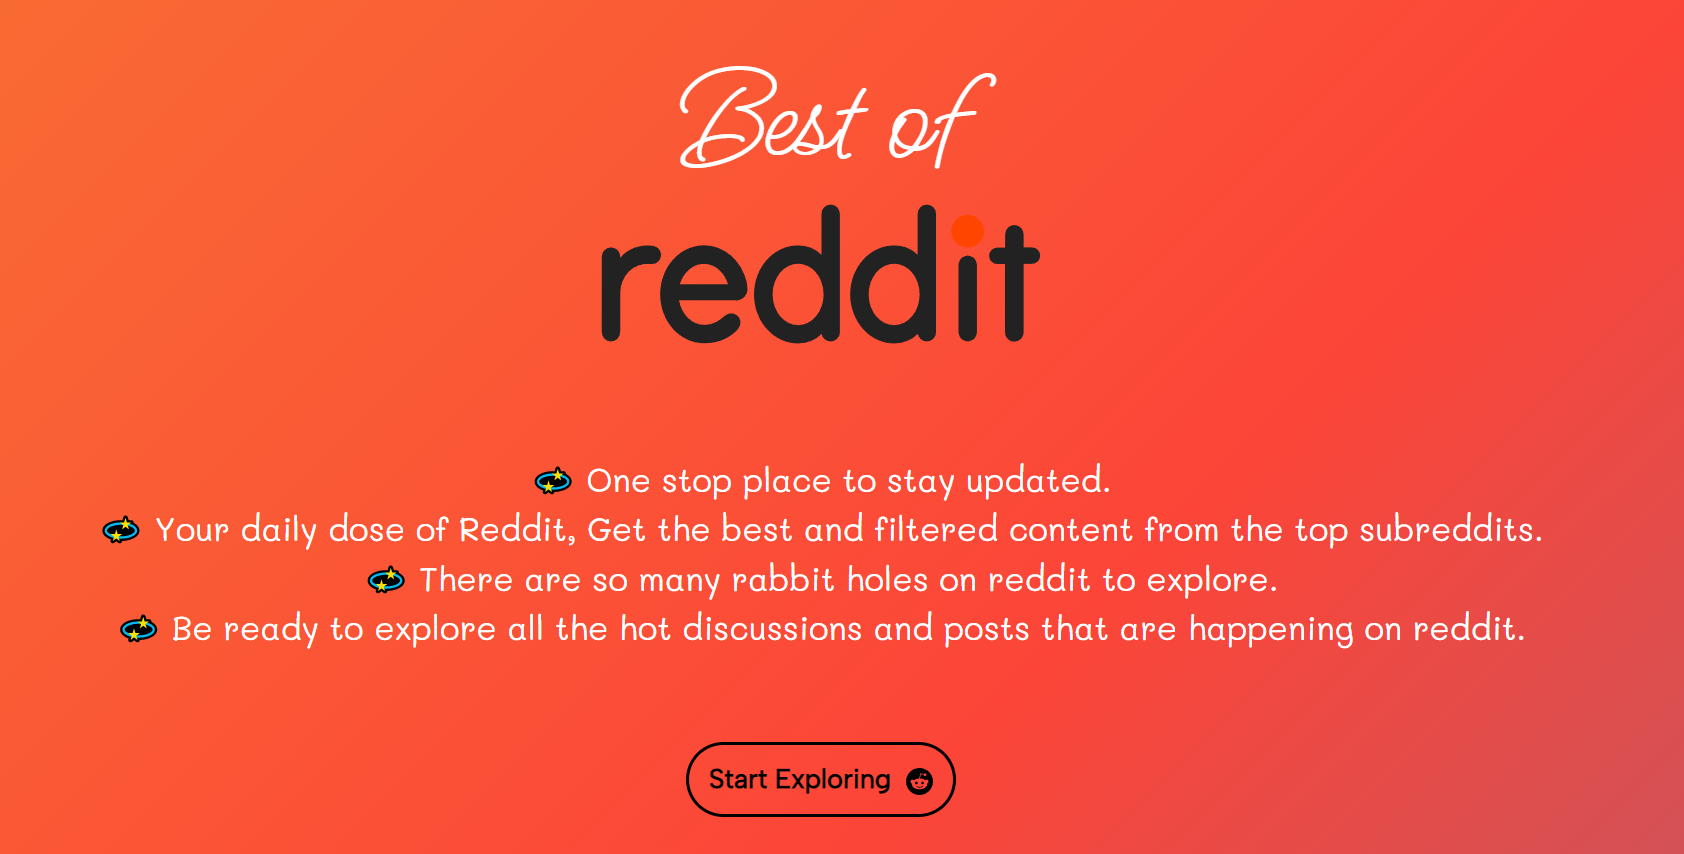 Best of
reddit
One stop place to stay updated.
Your daily dose of Reddit, Get the best and filtered content from the top subreddits.
There are so many rabbit holes on reddit to explore.
Be ready to explore all the hot discussions and posts that are happening on reddit.
Start Exploring